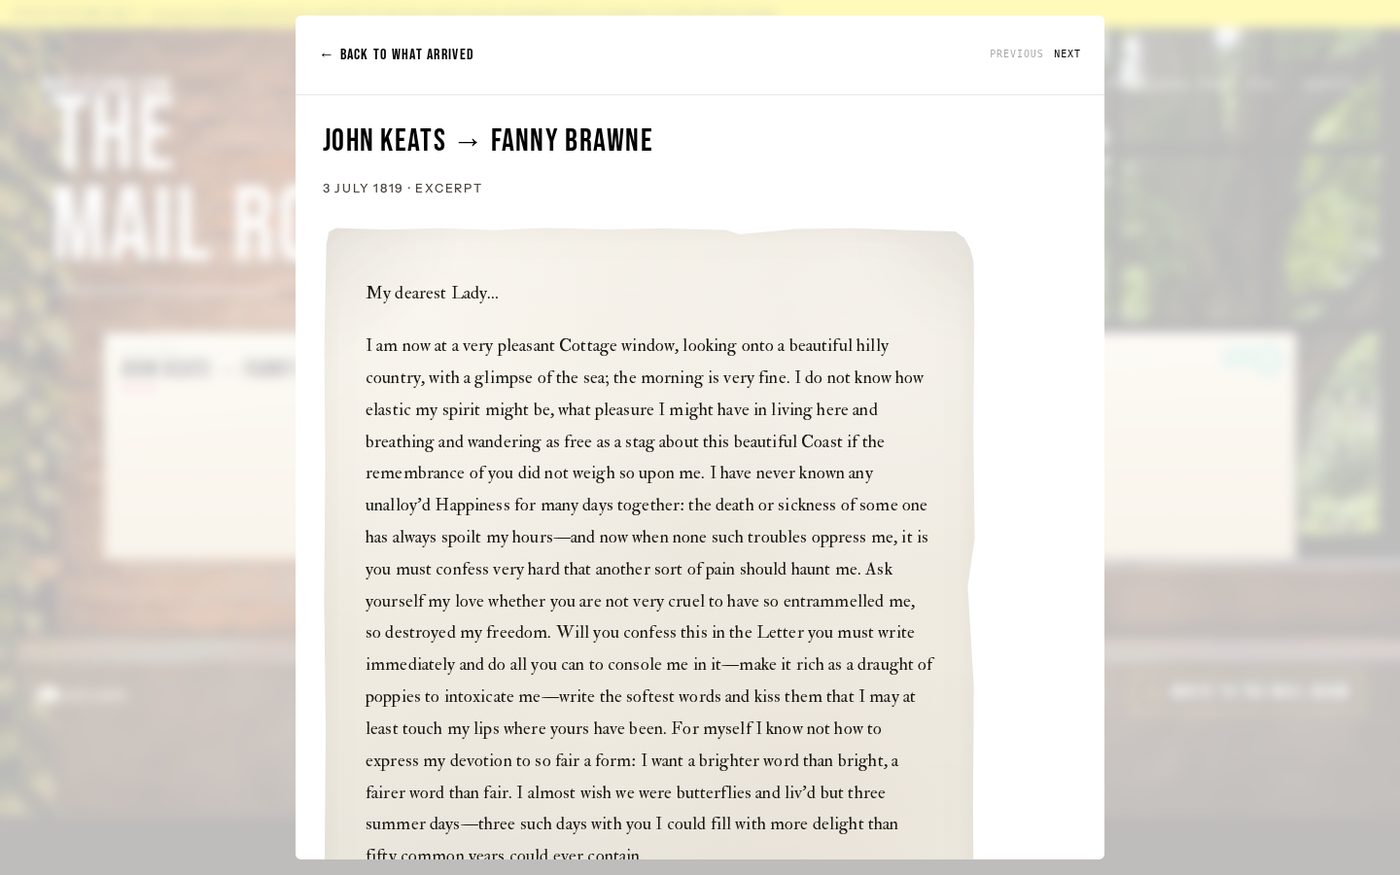 ← BACK TO WHAT ARRIVED
PREVIOUS NEXT
JOHN KEATS → FANNY BRAWNE
3 JULY 1819 · EXCERPT
My dearest Lady...
I am now at a very pleasant Cottage window, looking onto a beautiful hilly
country, with a glimpse of the sea; the morning is very fine. I do not know how
elastic my spirit might be, what pleasure I might have in living here and
breathing and wandering as free as a stag about this beautiful Coast if the
remembrance of you did not weigh so upon me. I have never known any
unalloy’d Happiness for many days together: the death or sickness of some one
has always spoilt my hours—and now when none such troubles oppress me, it is
you must confess very hard that another sort of pain should haunt me. Ask
yourself my love whether you are not very cruel to have so entrammelled me,
so destroyed my freedom. Will you confess this in the Letter you must write
immediately and do all you can to console me in it—make it rich as a draught of
poppies to intoxicate me—write the softest words and kiss them that I may at
least touch my lips where yours have been. For myself I know not how to
express my devotion to so fair a form: I want a brighter word than bright, a
fairer word than fair. I almost wish we were butterflies and liv’d but three
summer days—three such days with you I could fill with more delight than
fifty common years could ever contain
THE
MAIL
JOHN KEATS →